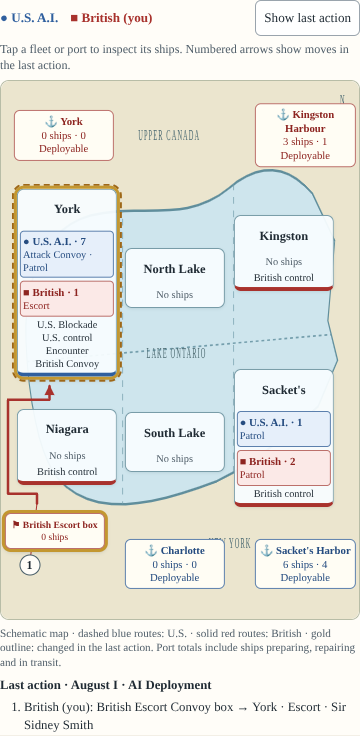 ● U.S. A.I. ■ British (you)
Show last action
Tap a fleet or port to inspect its ships. Numbered arrows show moves in
the last action.
N
⚓ York
0 ships · 0
Deployable
UPPER CANADA
⚓ Kingston
Harbour
3 ships · 1
Deployable
York
● U.S. A.I. · 7
Attack Convoy ·
Patrol
■ British · 1
Escort
U.S. Blockade
U.S. control
Encounter
British Convoy
North Lake
No ships
Kingston
No ships
British control
LAKE ONTARIO
Niagara
No ships
British control
South Lake
No ships
Sacket's
● U.S. A.I. · 1
Patrol
■ British · 2
Patrol
British control
⚑ British Escort box
0 ships
1
⚓ Charlotte
0 ships · 0
Deployable
YORK
⚓ Sacket's Harbor
6 ships · 4
Deployable
Schematic map · dashed blue routes: U.S. · solid red routes: British · gold
outline: changed in the last action. Port totals include ships preparing, repairing
and in transit.
Last action · August I · AI Deployment
1. British (you): British Escort Convoy box → York · Escort · Sir
Sidney Smith